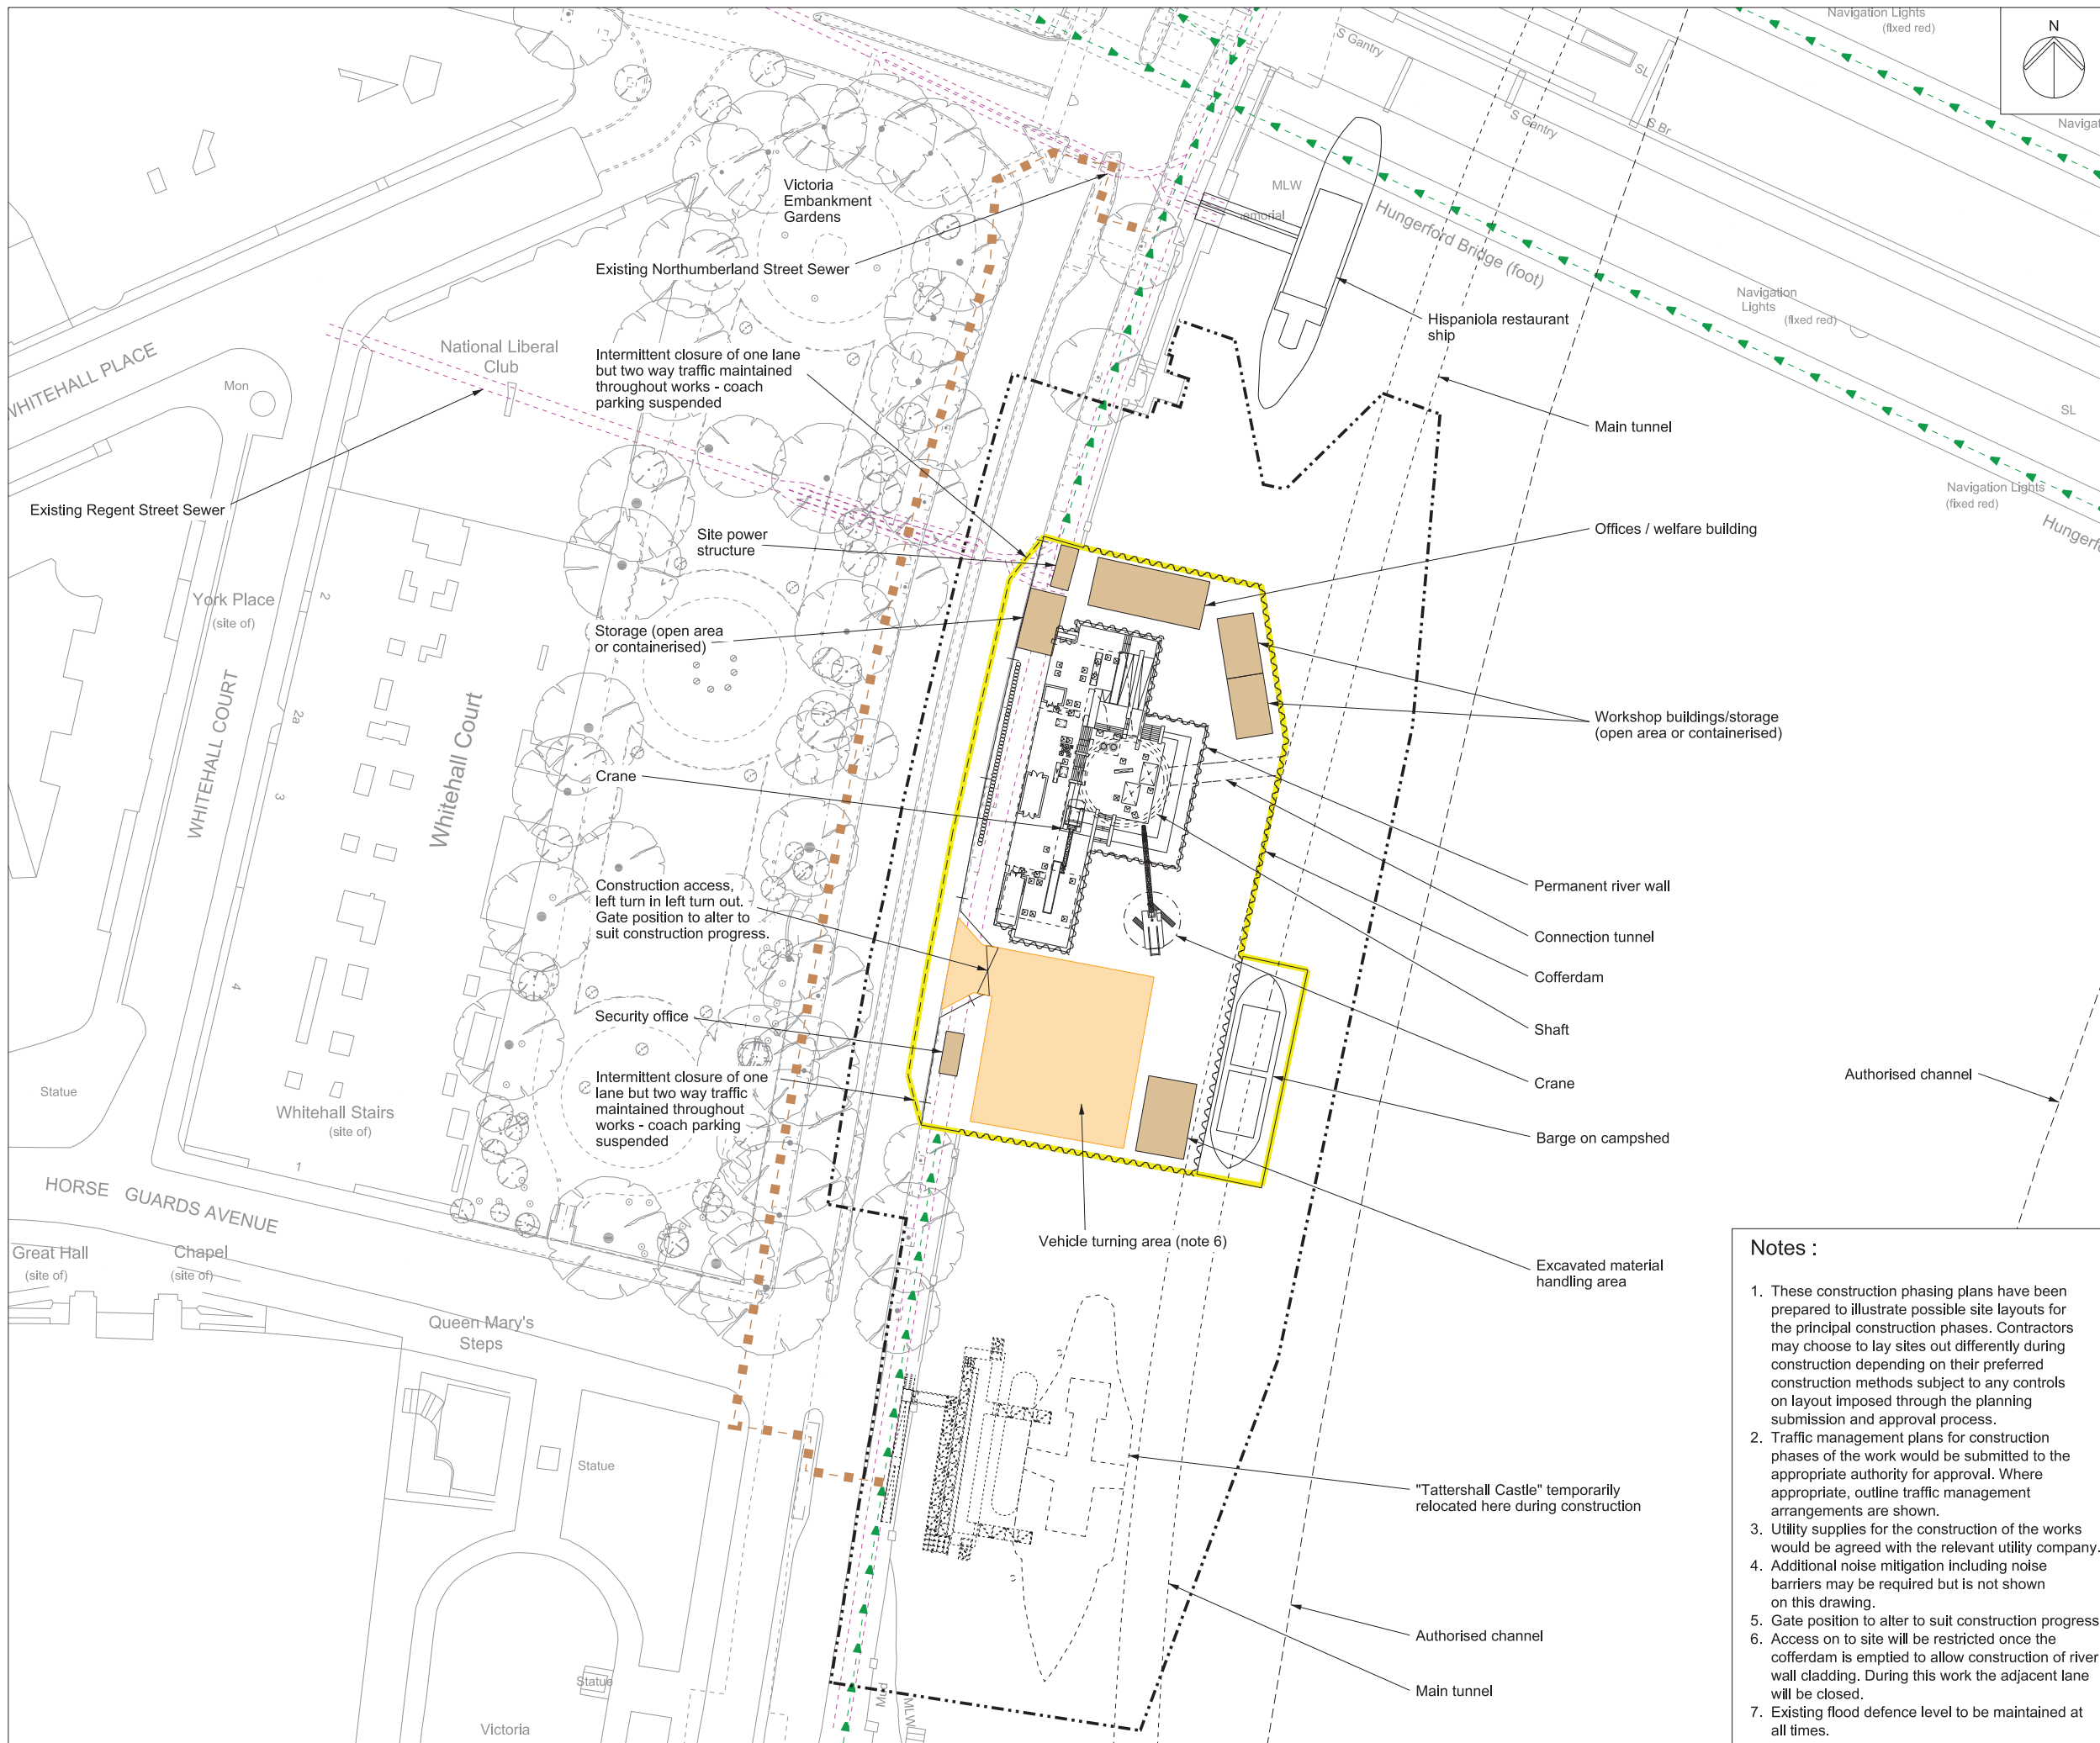 Navigation Lights
(fixed red)
N
S Gantry
SL
S Gantry
S Br
Navigat
Victoria
Embankment
Gardens
MLW
emorial
Hungerford Bridge (foot)
Existing Northumberland Street Sewer
Navigation
Lights
(fixed red)
Hispaniola restaurant
ship
National Liberal
Club
Intermittent closure of one lane
but two way traffic maintained
throughout works - coach
parking suspended
WHITEHALL PLACE
Mon
SL
Main tunnel
Navigation Lights
(fixed red)
Hungerf
Existing Regent Street Sewer
Site power
structure
Offices / welfare building
York Place
(site of)
2
Storage (open area
or containerised)
WHITEHALL COURT
2a
Whitehall Court
Workshop buildings/storage
(open area or containerised)
Crane
3
Construction access,
left turn in left turn out.
Gate position to alter to
suit construction progress.
Permanent river wall
Connection tunnel
4
Cofferdam
Security office
Shaft
Statue
Intermittent closure of one
lane but two way traffic
maintained throughout
works - coach parking
suspended
Crane
Authorised channel
Whitehall Stairs
(site of)
Barge on campshed
1
HORSE GUARDS AVENUE
Great Hall
(site of)
Chapel
(site of)
Vehicle turning area (note 6)
Excavated material
handling area
Queen Mary's
Steps
Statue
"Tattershall Castle" temporarily
relocated here during construction
Authorised channel
Statue
Mud
MLW
Main tunnel
Victoria
Notes :
1. These construction phasing plans have been
prepared to illustrate possible site layouts for
the principal construction phases. Contractors
may choose to lay sites out differently during
construction depending on their preferred
construction methods subject to any controls
on layout imposed through the planning
submission and approval process.
2. Traffic management plans for construction
phases of the work would be submitted to the
appropriate authority for approval. Where
appropriate, outline traffic management
arrangements are shown.
3. Utility supplies for the construction of the works
would be agreed with the relevant utility company.
4. Additional noise mitigation including noise
barriers may be required but is not shown
on this drawing.
5. Gate position to alter to suit construction progress
6. Access on to site will be restricted once the
cofferdam is emptied to allow construction of river
wall cladding. During this work the adjacent lane
will be closed.
7. Existing flood defence level to be maintained at
all times.